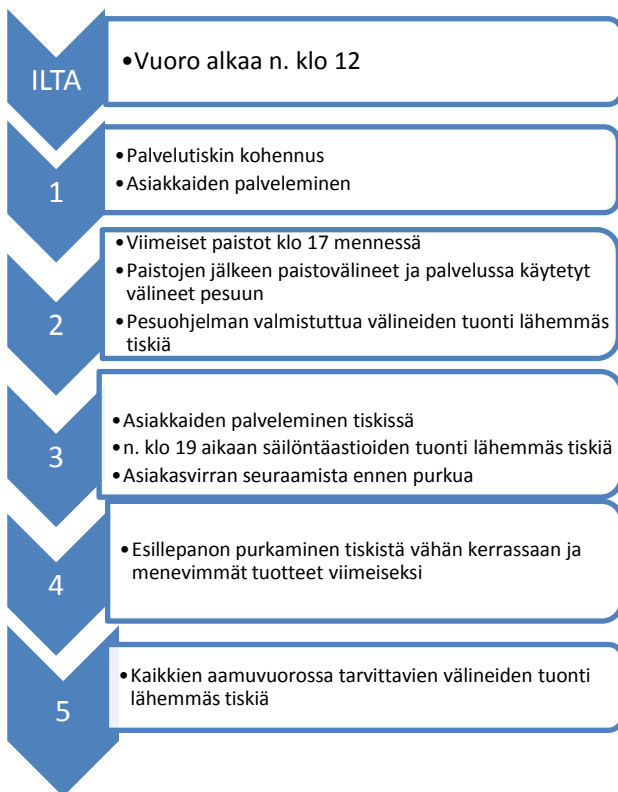 ILTA
•Vuoro alkaa n. klo 12
1
•Palvelutiskin kohennus
•Asiakkaiden palveleminen
2
•Viimeiset paistot klo 17 mennessä
•Paistojen jälkeen paistovälineet ja palvelussa käytetyt
välineet pesuun
•Pesuohjelman valmistuttua välineiden tuonti lähemmäs
tiskiä
3
•Asiakkaiden palveleminen tiskissä
•n. klo 19 aikaan säilöntäastioiden tuonti lähemmäs tiskiä
•Asiakasvirran seuraamista ennen purkua
4
•Esillepanon purkaminen tiskistä vähän kerrassaan ja
menevimmät tuotteet viimeiseksi
5
•Kaikkien aamuvuorossa tarvittavien välineiden tuonti
lähemmäs tiskiä